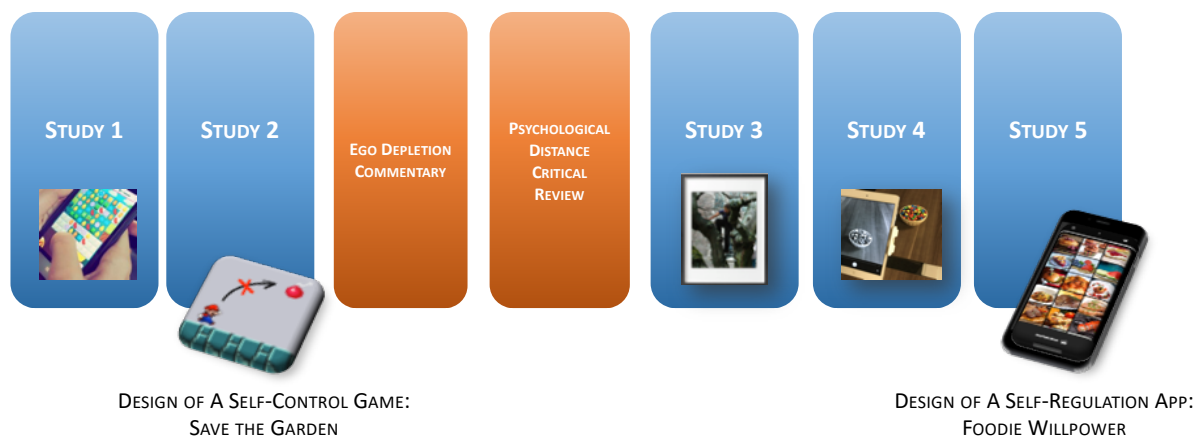 Study 1
Study 2
Ego Depletion
Commentary
Psychological
Distance
Critical
Review
Study 3
Study 4
Study 5
Design of A Self-Control Game:
Save the Garden
Design of A Self-Regulation App:
Foodie Willpower